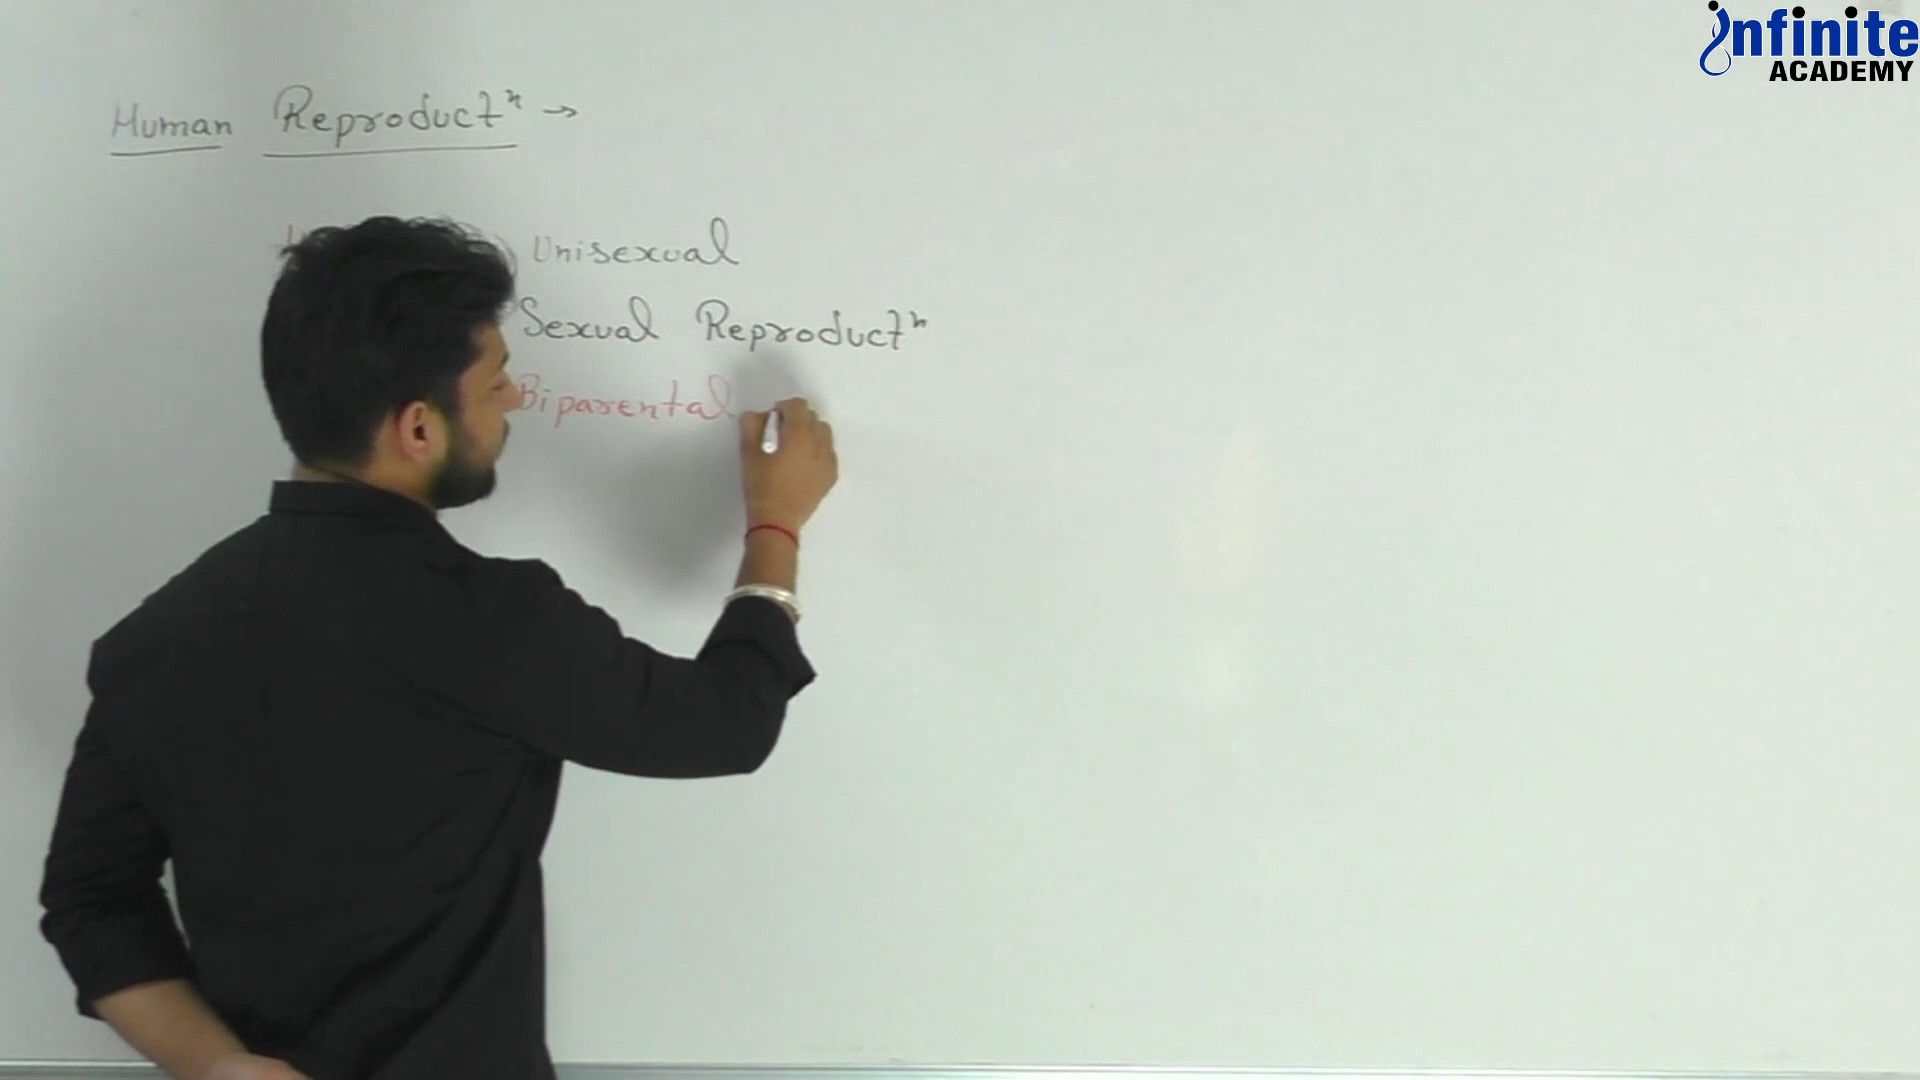 infinite
ACADEMY
Human Reproductⁿ →
Unisexual
Sexual Reproductⁿ
Biparental